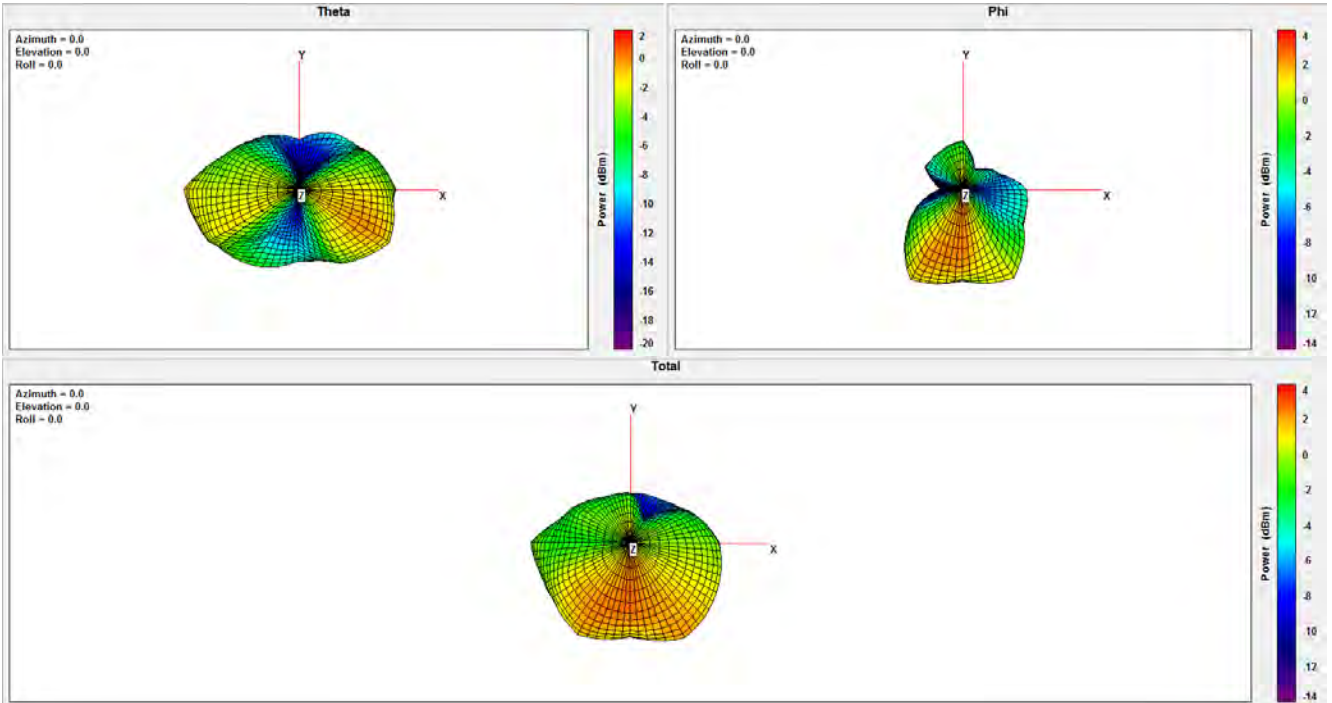 Theta
Azimuth = 0.0
Elevation = 0.0
Roll = 0.0
Y
Z
X
Power (dBm)
2
0
-2
-4
-6
-8
-10
-12
-14
-16
-18
-20
Phi
Azimuth = 0.0
Elevation = 0.0
Roll = 0.0
Y
Z
X
Power (dBm)
4
2
0
-2
-4
-6
-8
10
12
-14
Total
Azimuth = 0.0
Elevation = 0.0
Roll = 0.0
Y
Z
X
Power (dBm)
4
2
0
-2
-4
-6
-8
10
-12
-14